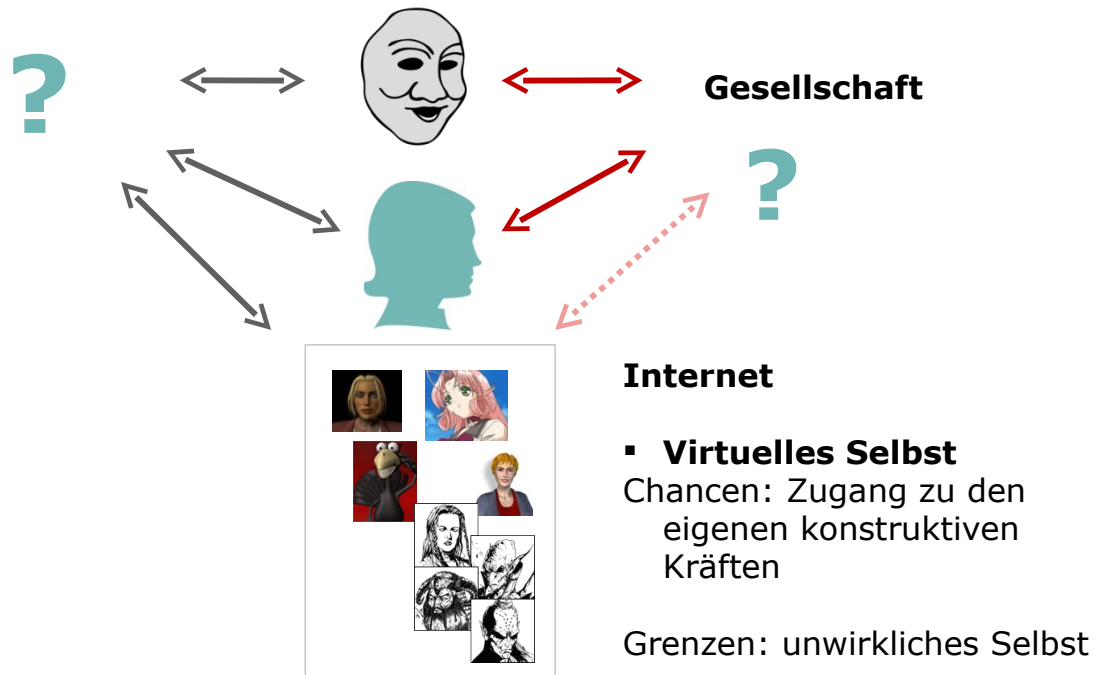 ?
Gesellschaft
?
Internet
▪ Virtuelles Selbst
Chancen: Zugang zu den
eigenen konstruktiven
Kräften
Grenzen: unwirkliches Selbst